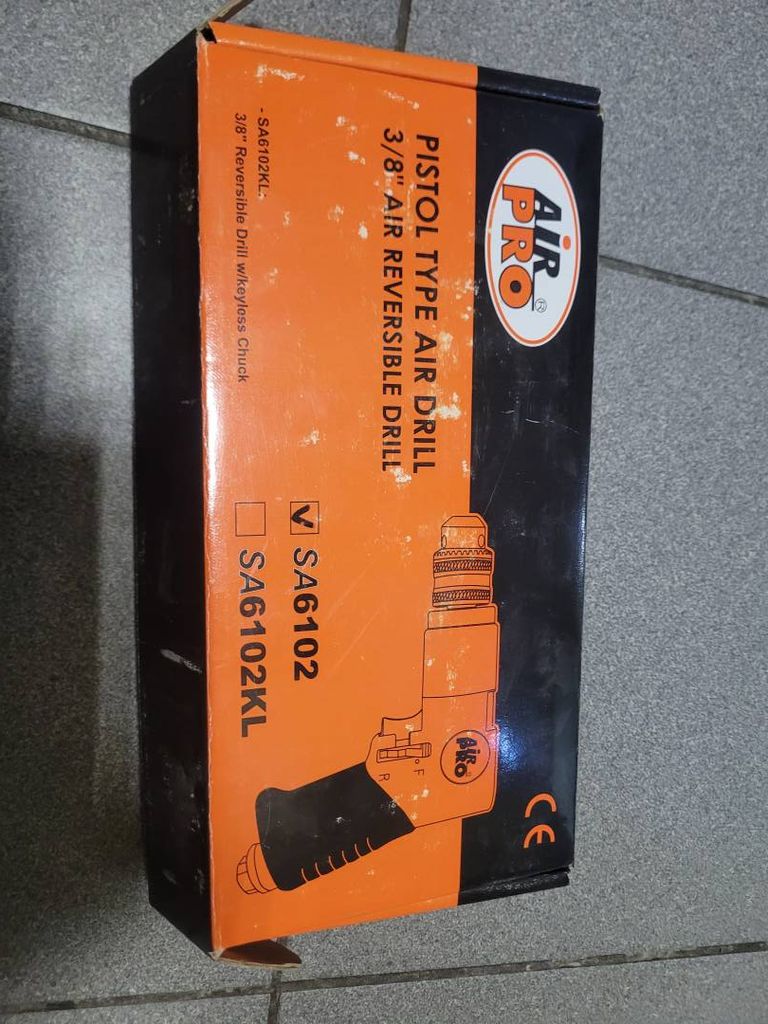 AIR
PRO®
PISTOL TYPE AIR DRILL
3/8" AIR REVERSIBLE DRILL
- SA6102KL:
3/8" Reversible Drill w/keyless Chuck
SA6102
SA6102KL
AIR
PRO®
F
R
CE